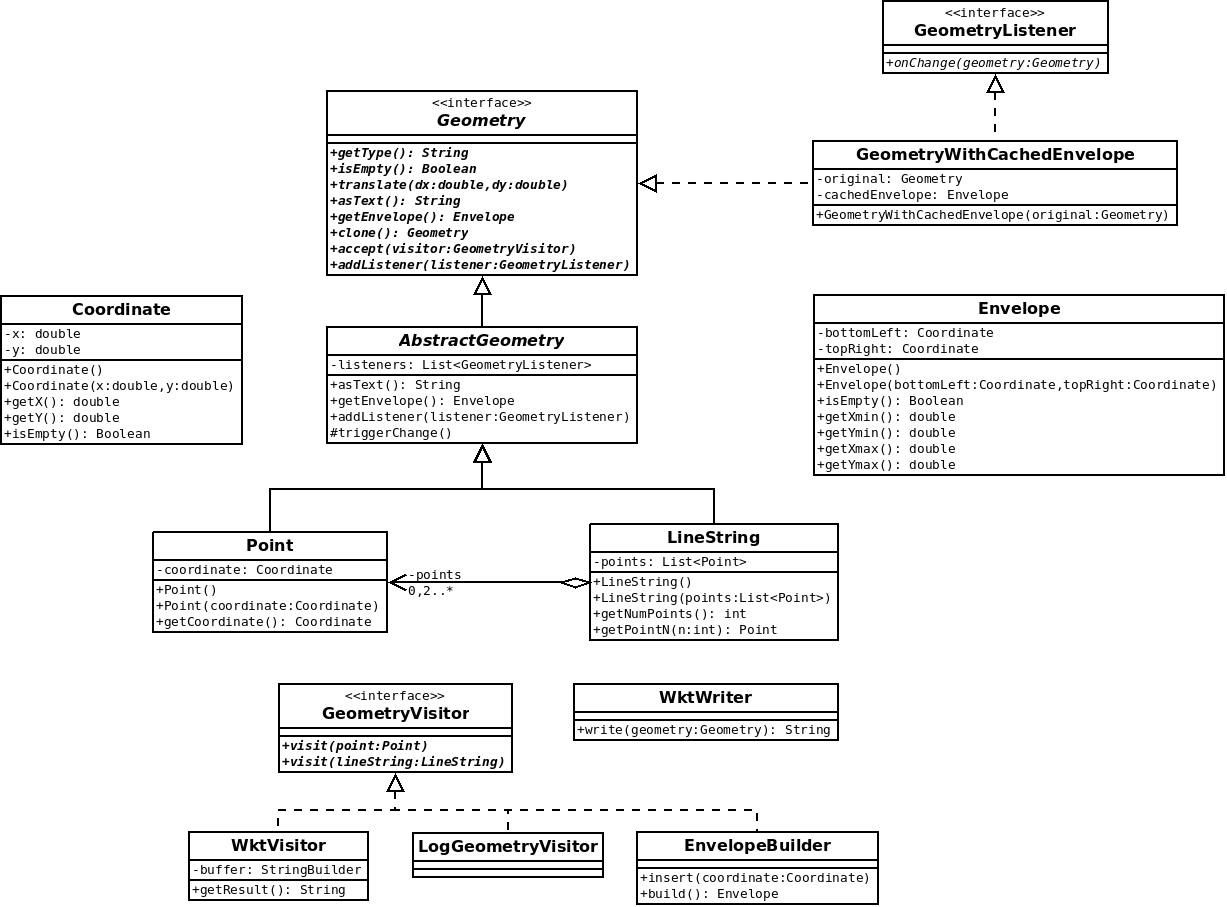 <<interface>>
GeometryListener
+onChange(geometry:Geometry)
<<interface>>
Geometry
+getType(): String
+isEmpty(): Boolean
+translate(dx:double,dy:double)
+asText(): String
+getEnvelope(): Envelope
+clone(): Geometry
+accept(visitor:GeometryVisitor)
+addListener(listener:GeometryListener)
GeometryWithCachedEnvelope
-original: Geometry
-cachedEnvelope: Envelope
+GeometryWithCachedEnvelope(original:Geometry)
Coordinate
-x: double
-y: double
+Coordinate()
+Coordinate(x:double,y:double)
+getX(): double
+getY(): double
+isEmpty(): Boolean
AbstractGeometry
-listeners: List<GeometryListener>
+asText(): String
+getEnvelope(): Envelope
+addListener(listener:GeometryListener)
#triggerChange()
Envelope
-bottomLeft: Coordinate
-topRight: Coordinate
+Envelope()
+Envelope(bottomLeft:Coordinate,topRight:Coordinate)
+isEmpty(): Boolean
+getXmin(): double
+getYmin(): double
+getXmax(): double
+getYmax(): double
Point
-coordinate: Coordinate
+Point()
+Point(coordinate:Coordinate)
+getCoordinate(): Coordinate
-points
0,2..*
LineString
-points: List<Point>
+LineString()
+LineString(points:List<Point>)
+getNumPoints(): int
+getPointN(n:int): Point
<<interface>>
GeometryVisitor
+visit(point:Point)
+visit(lineString:LineString)
WktWriter
+write(geometry:Geometry): String
WktVisitor
-buffer: StringBuilder
+getResult(): String
LogGeometryVisitor
EnvelopeBuilder
+insert(coordinate:Coordinate)
+build(): Envelope